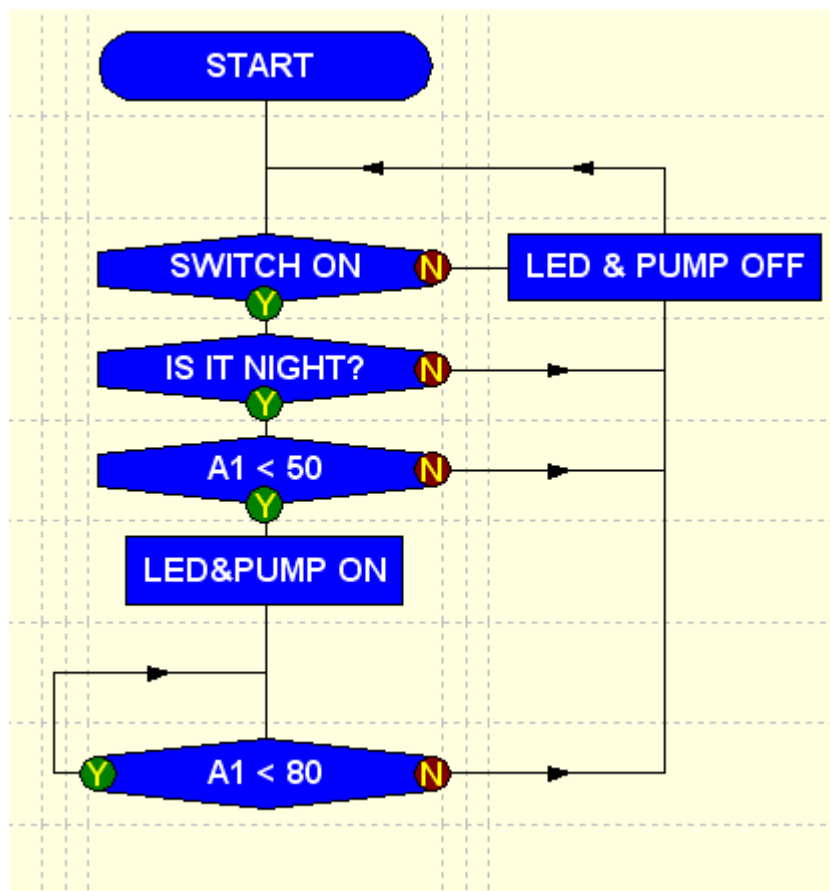 START
SWITCH ON
N
LED & PUMP OFF
Y
IS IT NIGHT?
N
Y
A1 < 50
N
Y
LED&PUMP ON
Y
A1 < 80
N